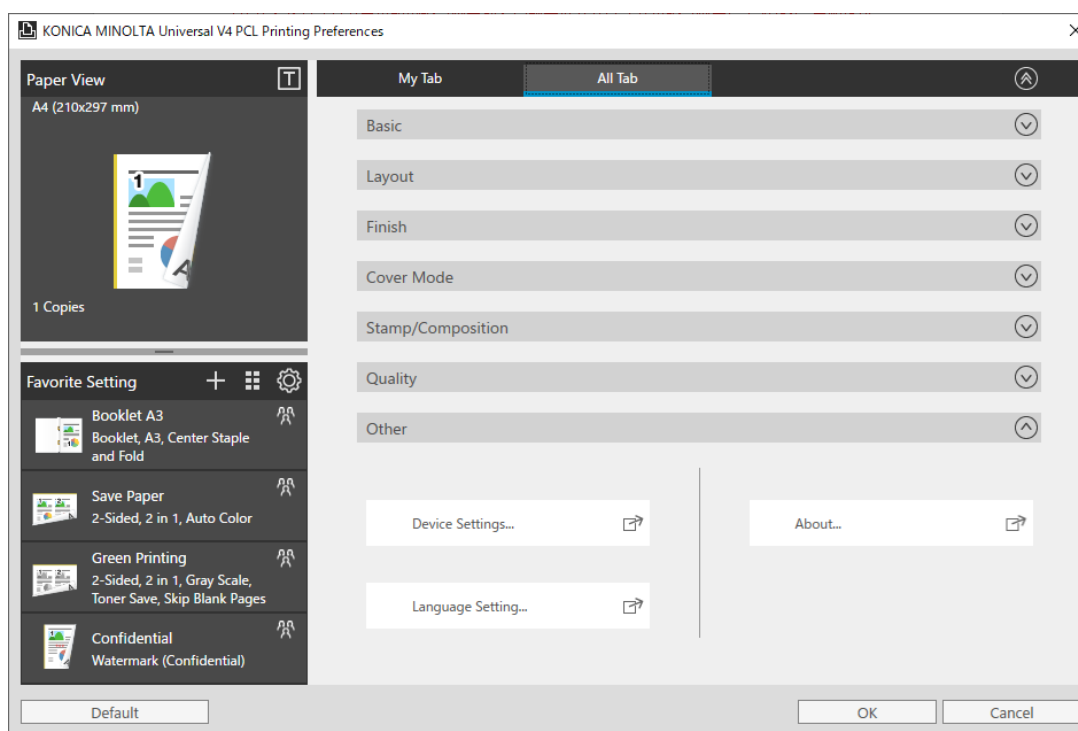 KONICA MINOLTA Universal V4 PCL Printing Preferences
Paper View
T
A4 (210x297 mm)
1
A
1 Copies
Favorite Setting
Booklet A3
Booklet, A3, Center Staple
and Fold
Save Paper
2-Sided, 2 in 1, Auto Color
Green Printing
2-Sided, 2 in 1, Gray Scale,
Toner Save, Skip Blank Pages
Confidential
Watermark (Confidential)
My Tab
All Tab
Basic
Layout
Finish
Cover Mode
Stamp/Composition
Quality
Other
Device Settings...
About...
Language Setting...
Default
OK
Cancel